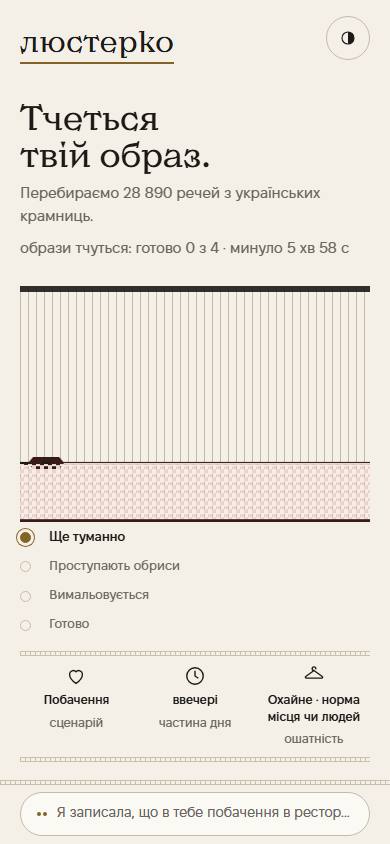 люстерко
Тчеться
твій образ.
Перебираємо 28 890 речей з українських
крамниць.
образи тчуться: готово 0 з 4 · минуло 5 хв 58 с
Ще туманно
Проступають обриси
Вимальовується
Готово
Побачення
сценарій
ввечері
частина дня
Охайне · норма
місця чи людей
ошатність
Я записала, що в тебе побачення в рестор...